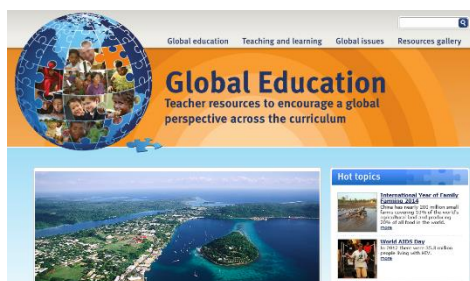 Global education Teaching and learning Global issues Resources gallery
Global Education
Teacher resources to encourage a global
perspective across the curriculum
Hot topics
International Year of Family
Farming 2014
China has nearly 200 million small
farms covering 10% of the world's
agricultural land and producing
20% of all food in the world.
more
World AIDS Day
In 2012 there were 35.3 million
people living with HIV.
more